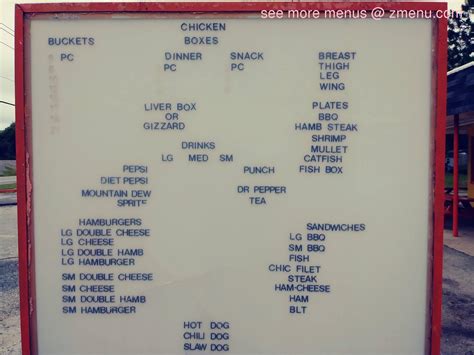 see more menus @ zmenu.com
CHICKEN
BUCKETS BOXES
DINNER SNACK BREAST
PC PC PC THIGH
LEG
WING
LIVER BOX PLATES
OR BBQ
GIZZARD HAMB STEAK
SHRIMP
DRINKS MULLET
LG MED SM CATFISH
PEPSI PUNCH FISH BOX
DIET PEPSI
MOUNTAIN DEW DR PEPPER
SPRITE TEA
HAMBURGERS
LG DOUBLE CHEESE
LG CHEESE
LG DOUBLE HAMB
LG HAMBURGER
SM DOUBLE CHEESE
SM CHEESE
SM DOUBLE HAMB
SM HAMBURGER
SANDWICHES
LG BBQ
SM BBQ
FISH
CHIC FILET
STEAK
HAM-CHEESE
HAM
BLT
HOT DOG
CHILI DOG
SLAW DOG